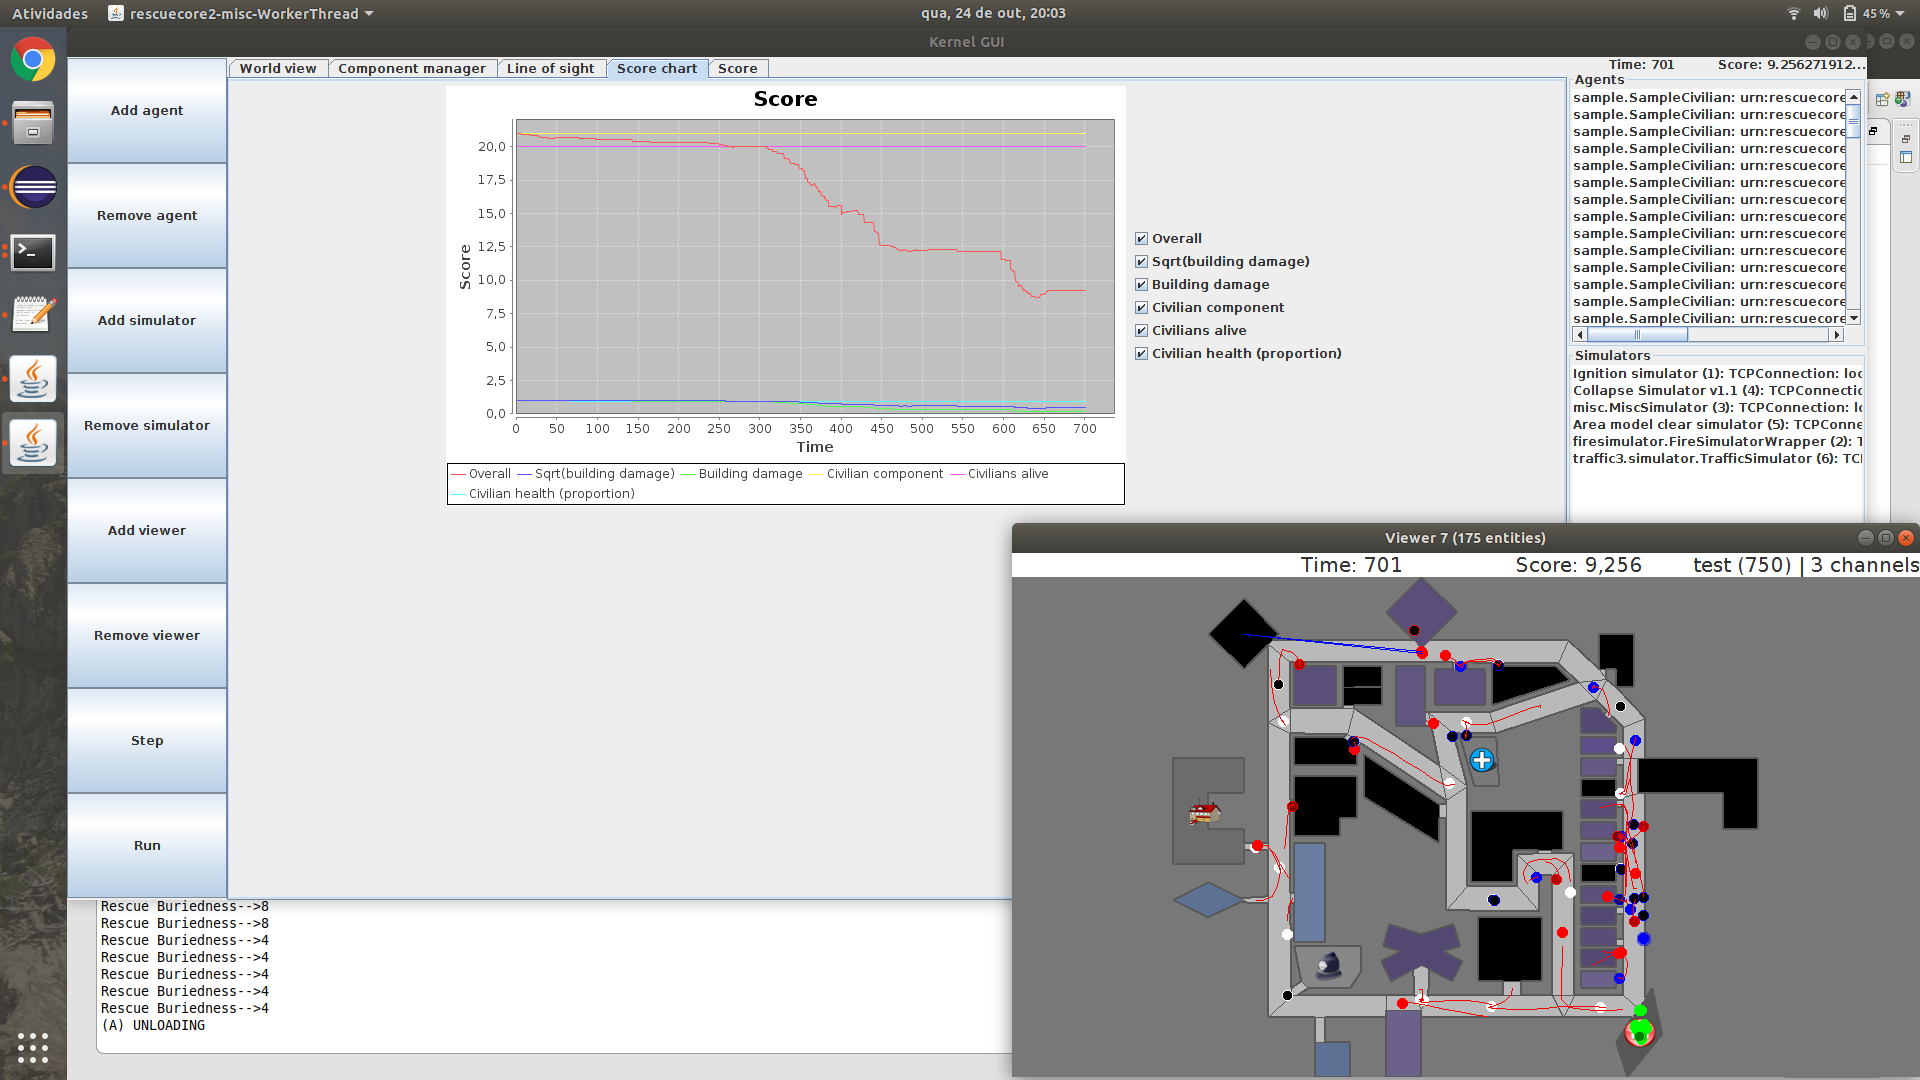 Atividades
rescuecore2-misc-WorkerThread
qua, 24 de out, 20:03
45 %
Kernel GUI
Add agent
Remove agent
Add simulator
Remove simulator
Add viewer
Remove viewer
Step
Run
World view
Component manager
Line of sight
Score chart
Score
Time: 701
Score: 9.256271912...
Score
Score
20,0
17,5
15,0
12,5
10,0
7,5
5,0
2,5
0,0
0 50 100 150 200 250 300 350 400 450 500 550 600 650 700
Time
Overall Sqrt(building damage) Building damage Civilian component Civilians alive
Civilian health (proportion)
Overall
Sqrt(building damage)
Building damage
Civilian component
Civilians alive
Civilian health (proportion)
Agents
sample.SampleCivilian: urn:rescuecore
sample.SampleCivilian: urn:rescuecore
sample.SampleCivilian: urn:rescuecore
sample.SampleCivilian: urn:rescuecore
sample.SampleCivilian: urn:rescuecore
sample.SampleCivilian: urn:rescuecore
sample.SampleCivilian: urn:rescuecore
sample.SampleCivilian: urn:rescuecore
sample.SampleCivilian: urn:rescuecore
sample.SampleCivilian: urn:rescuecore
sample.SampleCivilian: urn:rescuecore
sample.SampleCivilian: urn:rescuecore
sample.SampleCivilian: urn:rescuecore
sample.SampleCivilian: urn:rescuecore
Simulators
Ignition simulator (1): TCPConnection: loc
Collapse Simulator v1.1 (4): TCPConnectio
misc.MiscSimulator (3): TCPConnection: lo
Area model clear simulator (5): TCPConne
firesimulator.FireSimulatorWrapper (2): T
traffic3.simulator.TrafficSimulator (6): TCI
Rescue Buriedness-->8
Rescue Buriedness-->8
Rescue Buriedness-->4
Rescue Buriedness-->4
Rescue Buriedness-->4
Rescue Buriedness-->4
Rescue Buriedness-->4
(A) UNLOADING
Viewer 7 (175 entities)
Time: 701
Score: 9,256
test (750) | 3 channels